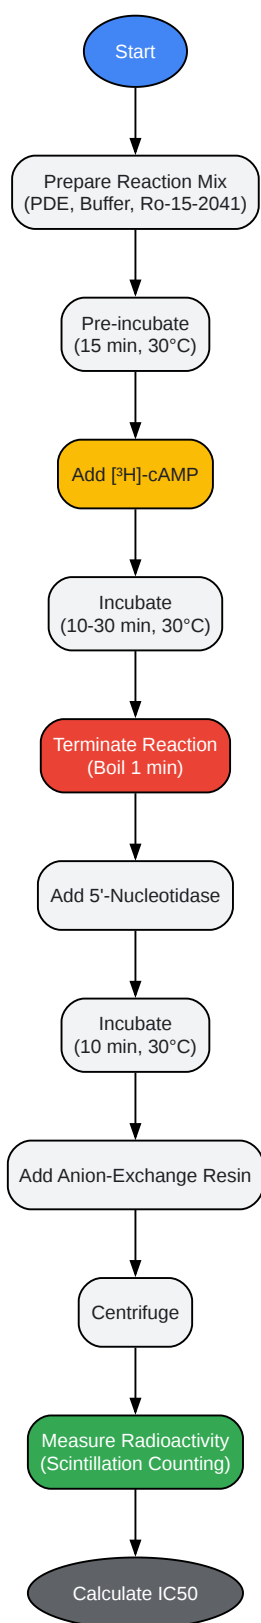 Start
Prepare Reaction Mix
(PDE, Buffer, Ro-15-2041)
Pre-incubate
(15 min, 30°C)
Add [³H]-cAMP
Incubate
(10-30 min, 30°C)
Terminate Reaction
(Boil 1 min)
Add 5'-Nucleotidase
Incubate
(10 min, 30°C)
Add Anion-Exchange Resin
Centrifuge
Measure Radioactivity
(Scintillation Counting)
Calculate IC50